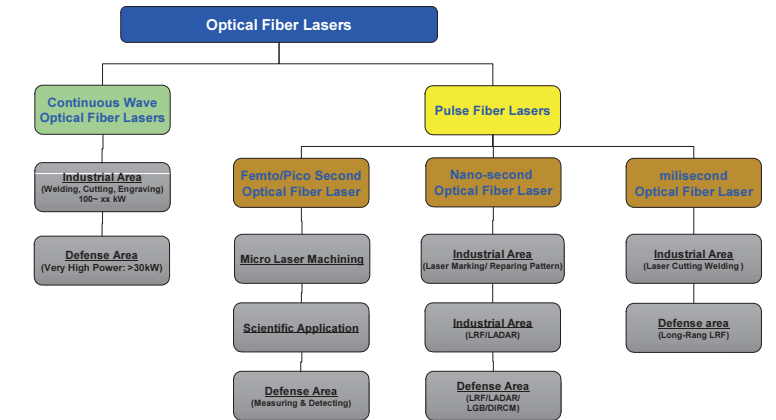 Optical Fiber Lasers
Continuous Wave
Optical Fiber Lasers
Pulse Fiber Lasers
Industrial Area
(Welding, Cutting, Engraving)
100~ xx kW
Defense Area
(Very High Power: >30kW)
Femto/Pico Second
Optical Fiber Laser
Micro Laser Machining
Scientific Application
Defense Area
(Measuring & Detecting)
Nano-second
Optical Fiber Laser
Industrial Area
(Laser Marking/ Reparing Pattern)
Industrial Area
(LRF/LADAR)
Defense Area
(LRF/LADAR/
LGB/DIRCM)
milisecond
Optical Fiber Laser
Industrial Area
(Laser Cutting Welding )
Defense area
(Long-Rang LRF)